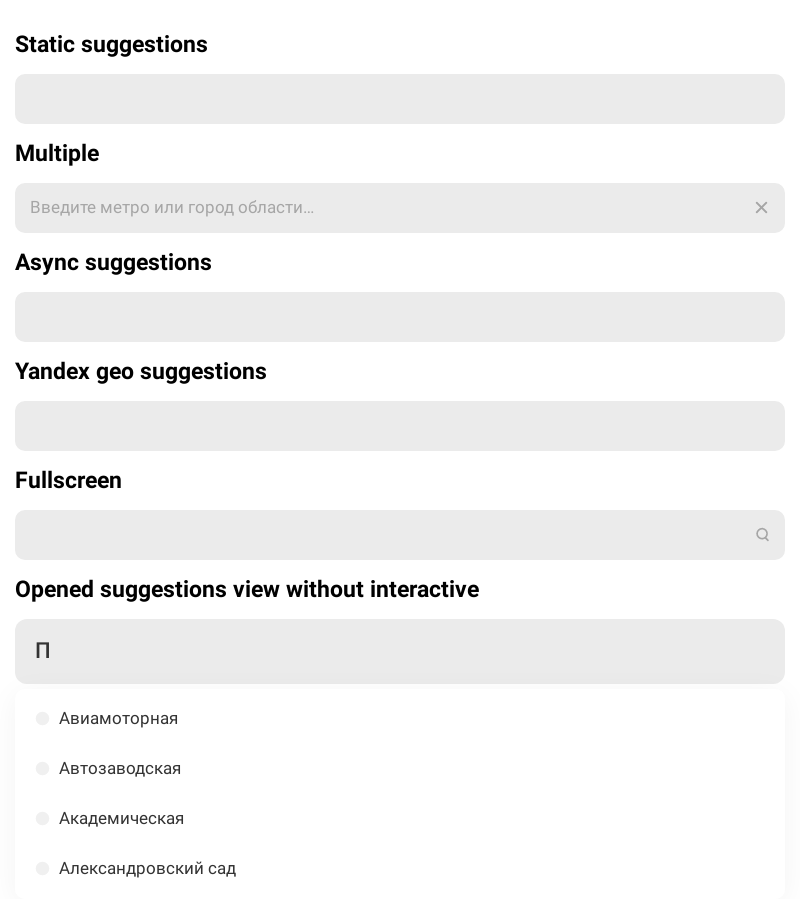 Static suggestions
Multiple
Введите метро или город области...
Async suggestions
Yandex geo suggestions
Fullscreen
Opened suggestions view without interactive
П
Авиамоторная
Автозаводская
Академическая
Александровский сад